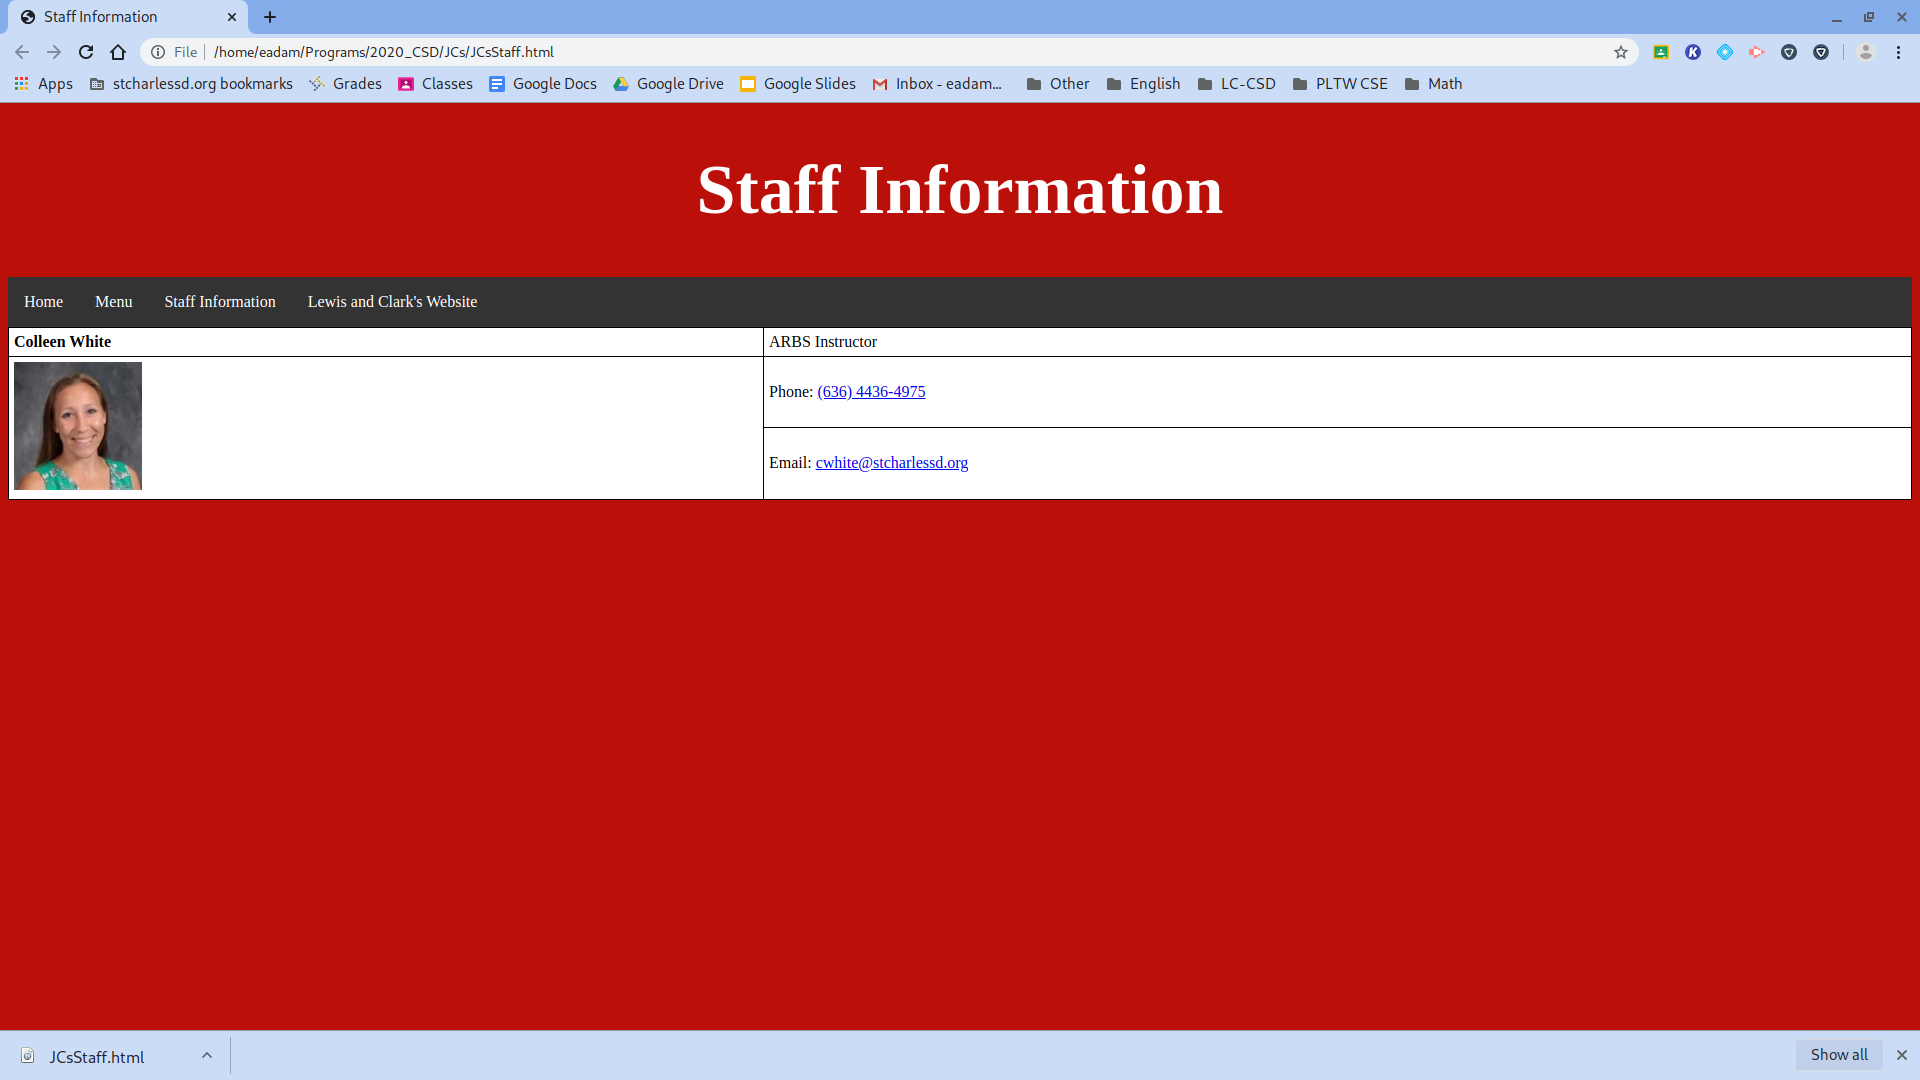 Staff Information
File
/home/eadam/Programs/2020_CSD/JCs/JCsStaff.html
Apps stcharlessd.org bookmarks Grades Classes Google Docs Google Drive Google Slides Inbox - eadam... Other English LC-CSD PLTW CSE Math
Staff Information
Home Menu Staff Information Lewis and Clark's Website
Colleen White ARBS Instructor
Phone: (636) 4436-4975
Email: cwhite@stcharlessd.org
JCsStaff.html Show all